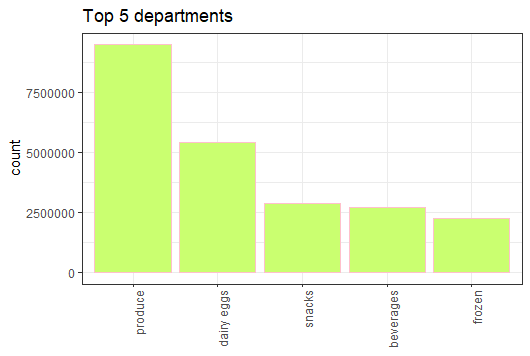 Top 5 departments
count
7500000
5000000
2500000
0
produce
dairy eggs
snacks
beverages
frozen